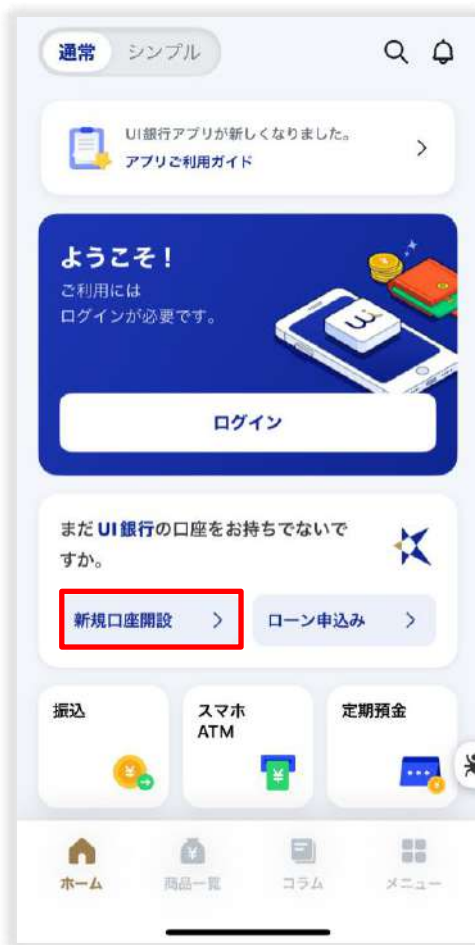 通常 シンプル
UI銀行アプリが新しくなりました。
アプリご利用ガイド
ようこそ！
ご利用には
ログインが必要です。
ログイン
まだUI銀行の口座をお持ちでないで
すか。
新規口座開設
ローン申込み
振込
スマホ
ATM
定期預金
ホーム
商品一覧
コラム
メニュー